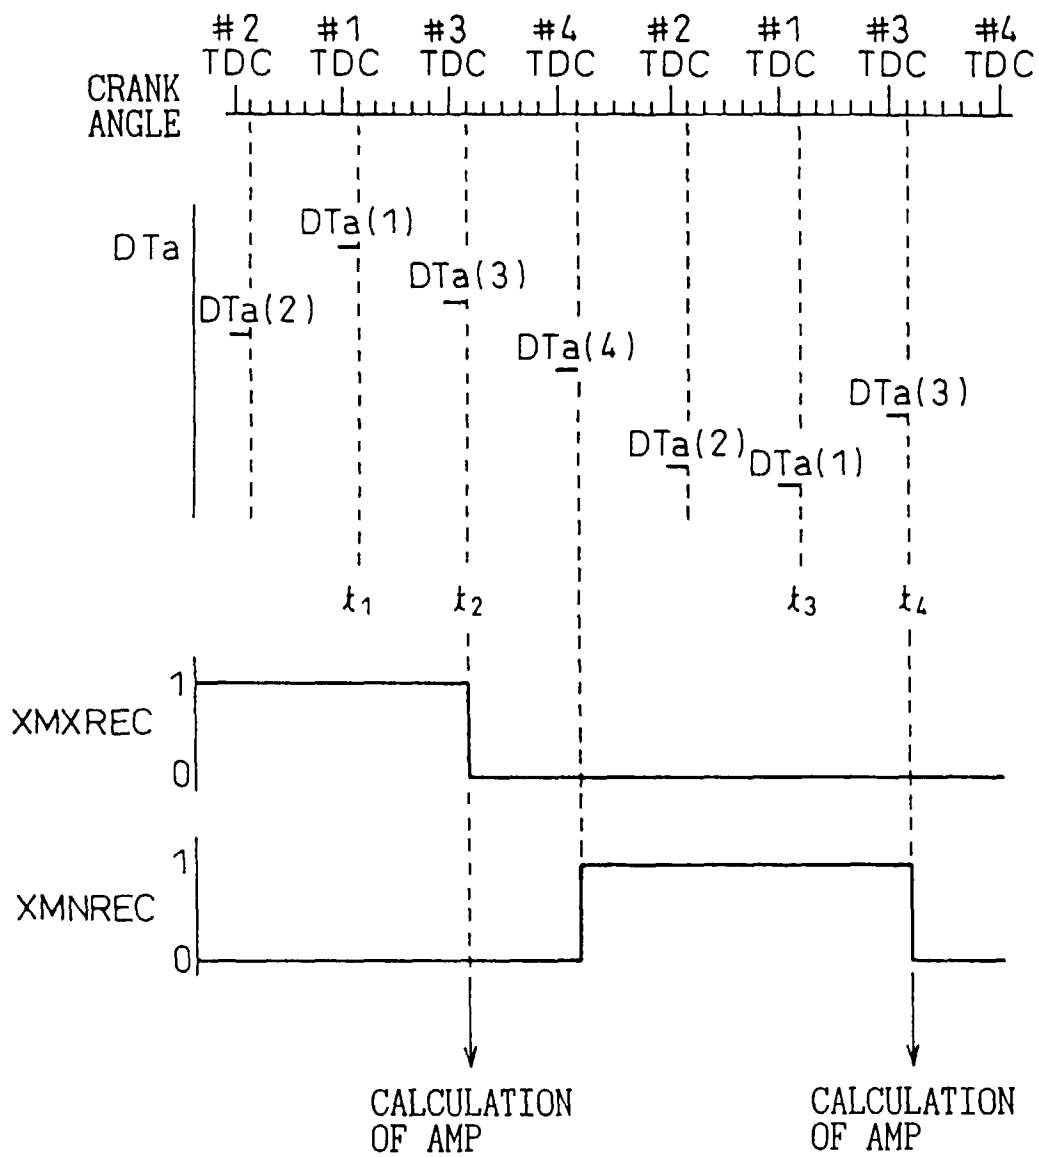 #2 #1 #3 #4 #2 #1 #3 #4
TDC TDC TDC TDC TDC TDC TDC TDC
CRANK
ANGLE
DTa
DTa(1)
DTa(3)
DTa(2)
DTa(4)
DTa(3)
DTa(2)
DTa(1)
t1 t2 t3 t4
1
XMXREC
0
1
XMNREC
0
CALCULATION CALCULATION
OF AMP OF AMP